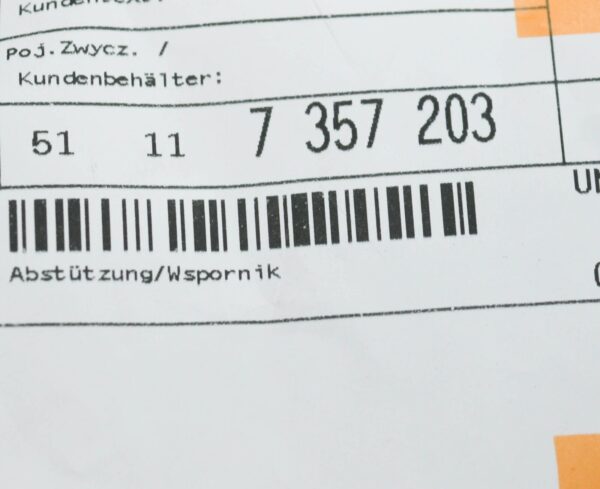 Poj.Zwycz. /
Kundenbehälter:
51 11 7 357 203
Abstützung/Wspornik